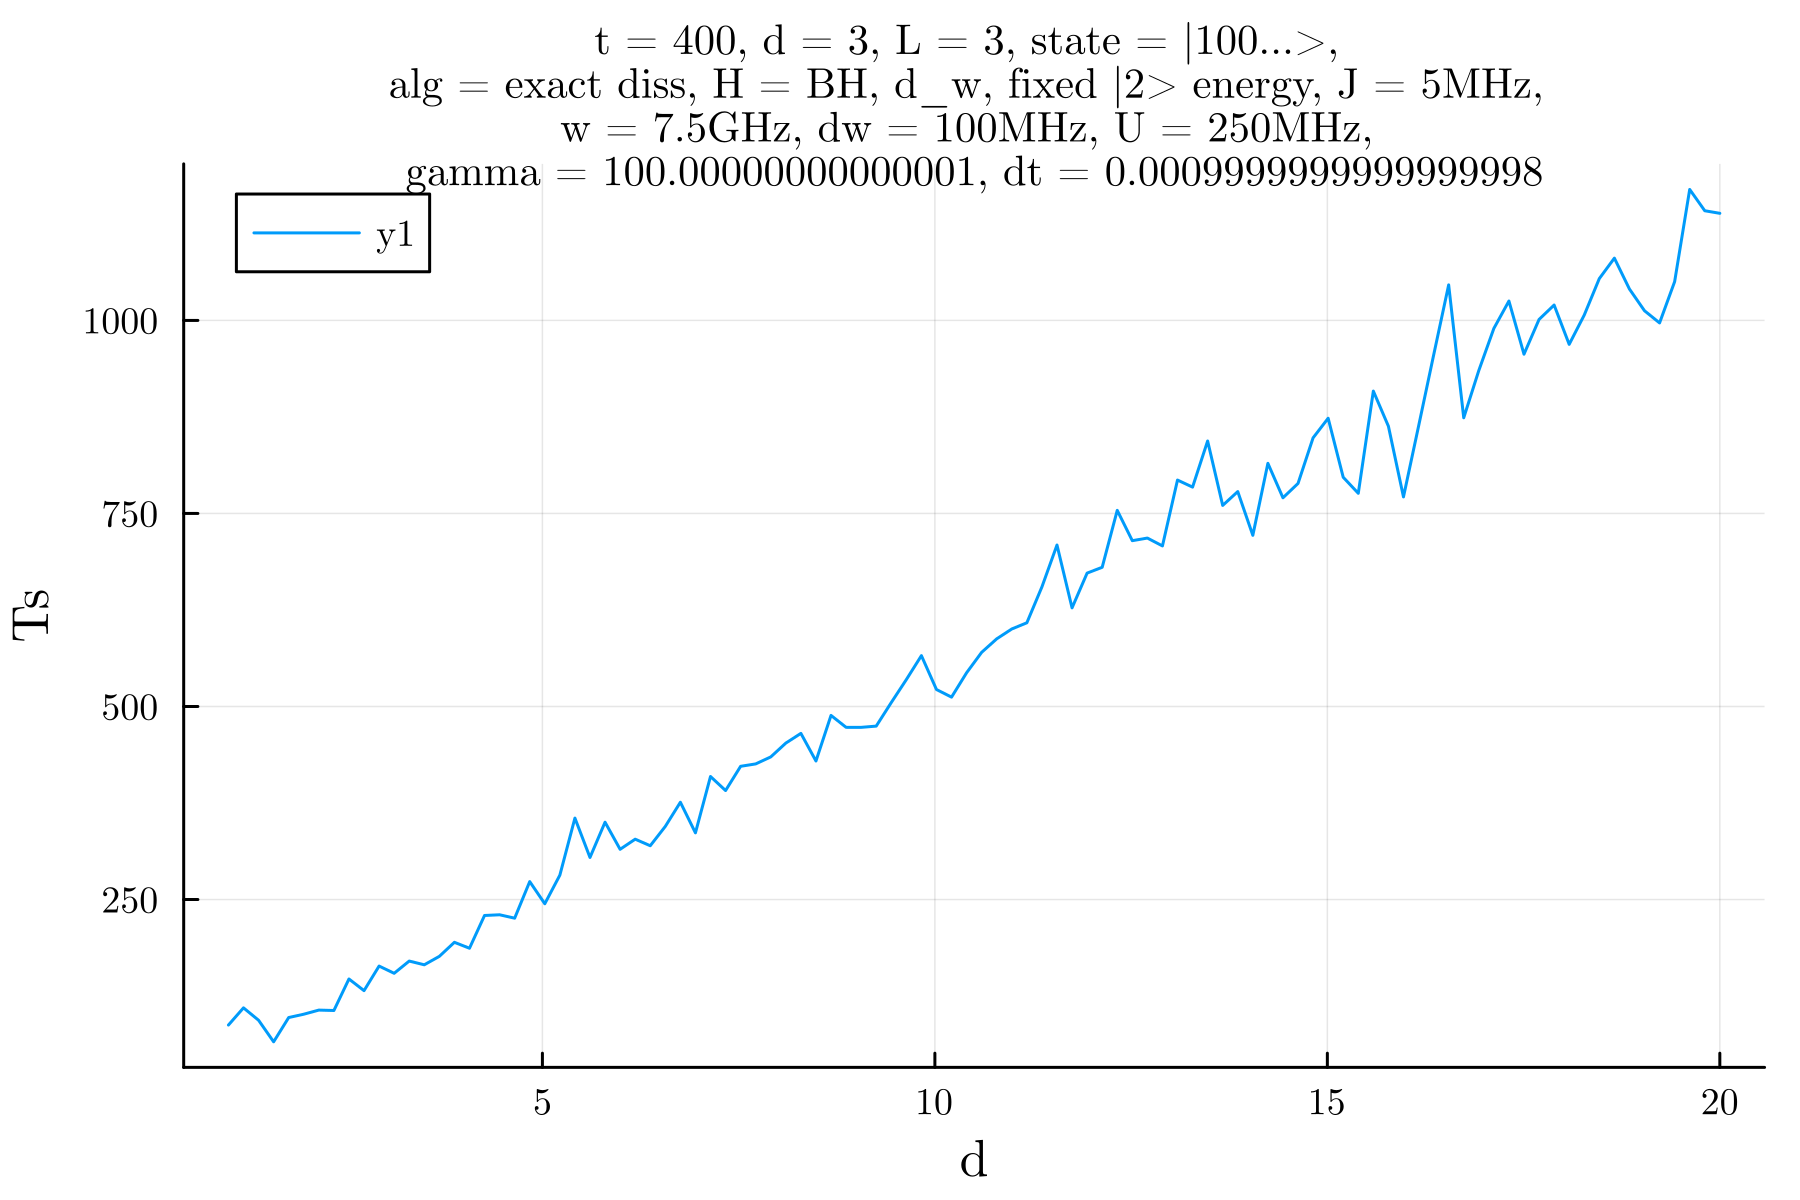 t = 400, d = 3, L = 3, state = |100...>,
alg = exact diss, H = BH, d_w, fixed |2> energy, J = 5MHz,
w = 7.5GHz, dw = 100MHz, U = 250MHz,
gamma = 100.00000000000001, dt = 0.0009999999999999998
y1
1000
750
500
250
Ts
5 10 15 20
d